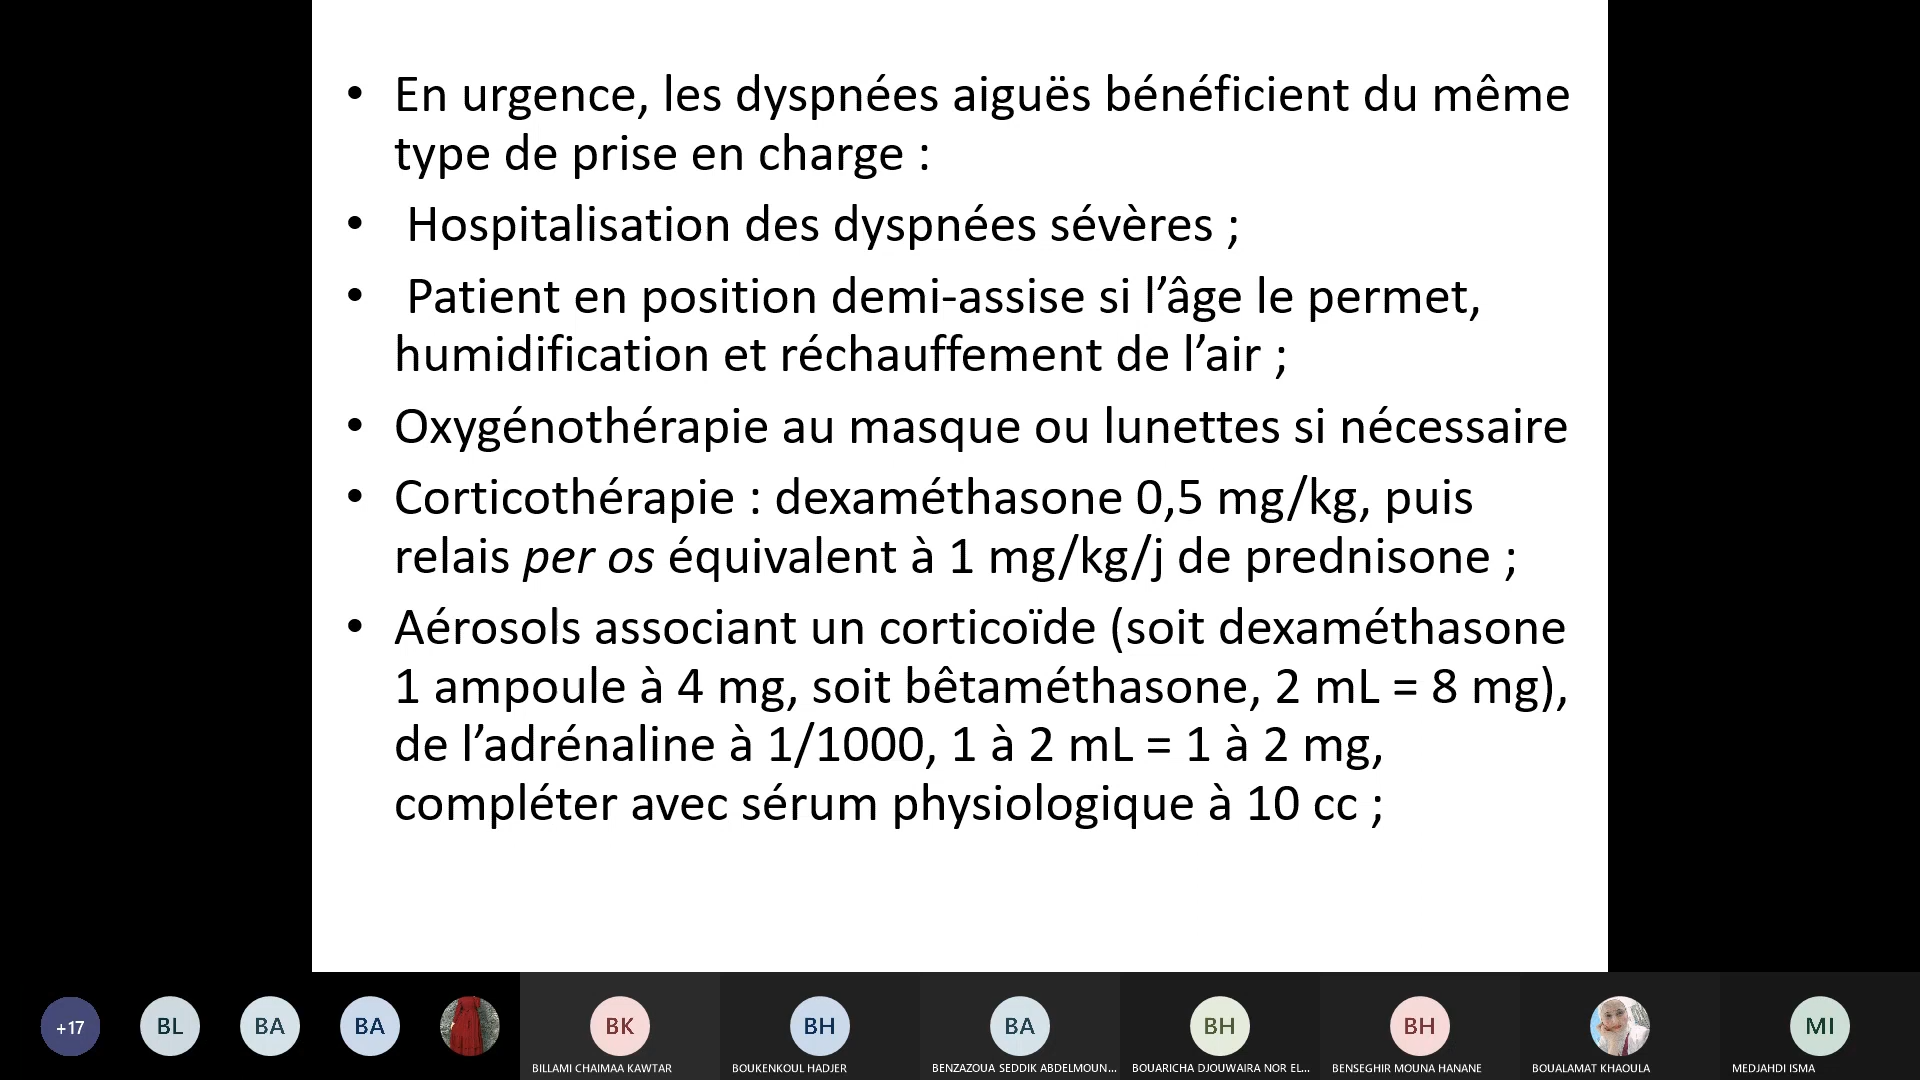 • En urgence, les dyspnées aiguës bénéficient du même
type de prise en charge :
• Hospitalisation des dyspnées sévères ;
• Patient en position demi-assise si l’âge le permet,
humidification et réchauffement de l’air ;
• Oxygénothérapie au masque ou lunettes si nécessaire
• Corticothérapie : dexaméthasone 0,5 mg/kg, puis
relais per os équivalent à 1 mg/kg/j de prednisone ;
• Aérosols associant un corticoïde (soit dexaméthasone
1 ampoule à 4 mg, soit bêtaméthasone, 2 mL = 8 mg),
de l’adrénaline à 1/1000, 1 à 2 mL = 1 à 2 mg,
compléter avec sérum physiologique à 10 cc ;
+17 BL BA BA BK BH BA BH BH MI
BILLAMI CHAIMAA KAWTAR BOUKENKOUL HADJER BENZAZOUA SEDDIK ABDELMOUN... BOUARICHA DJOUWAIRA NOR EL... BENSEGHIR MOUNA HANANE BOUALAMAT KHAOULA MEDJAHDI ISMA